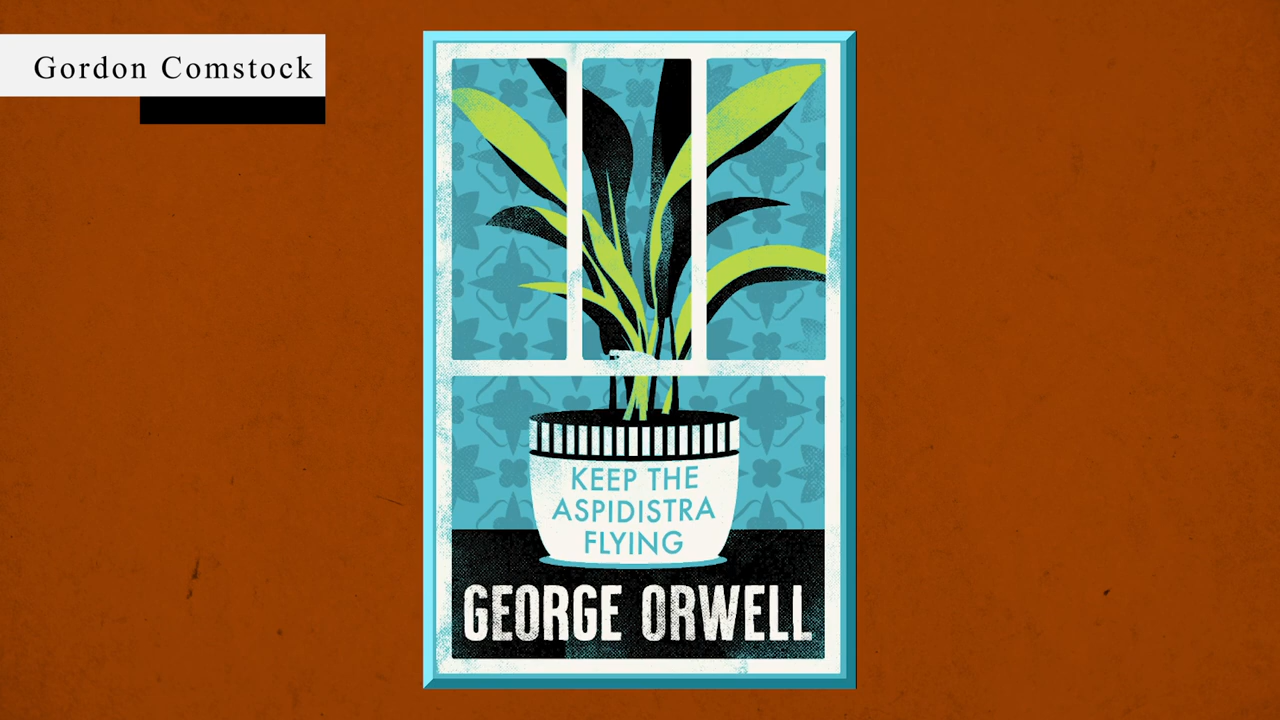 Gordon Comstock
KEEP THE
ASPIDISTRA
FLYING
GEORGE ORWELL